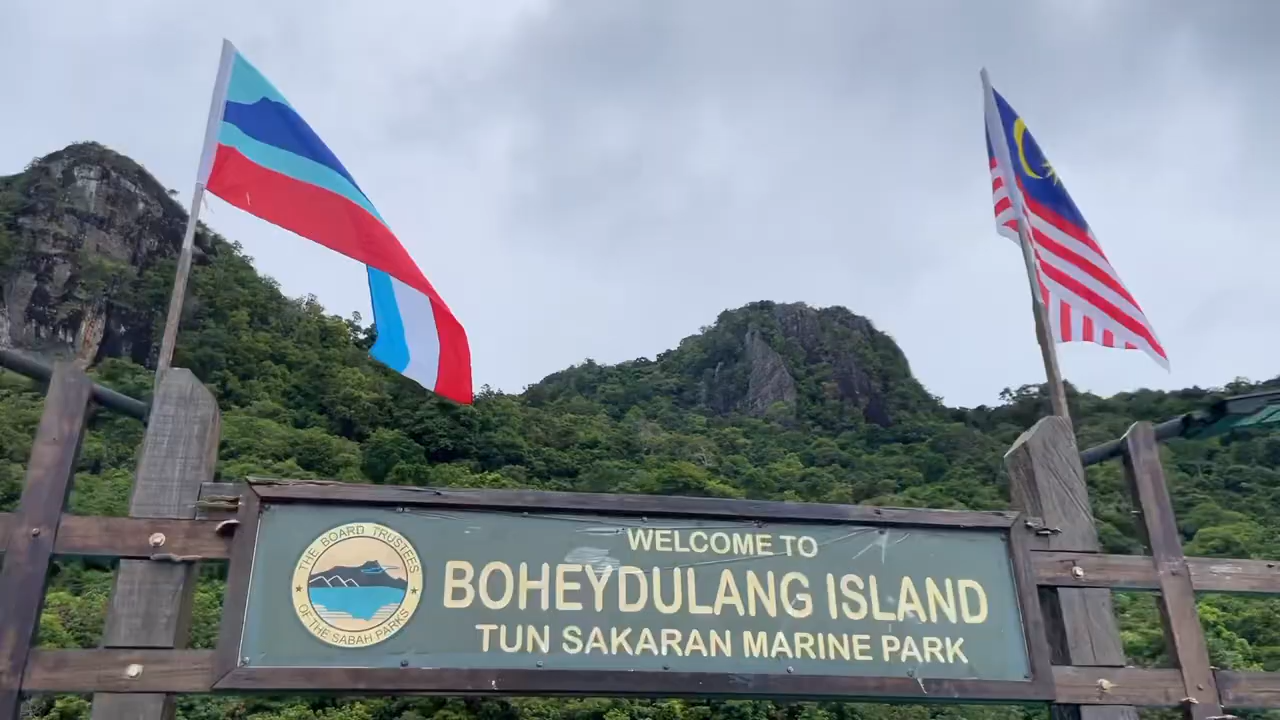 WELCOME TO
BOHEYDULANG ISLAND
TUN SAKARAN MARINE PARK
THE BOARD TRUSTEES
OF THE SABAH PARKS